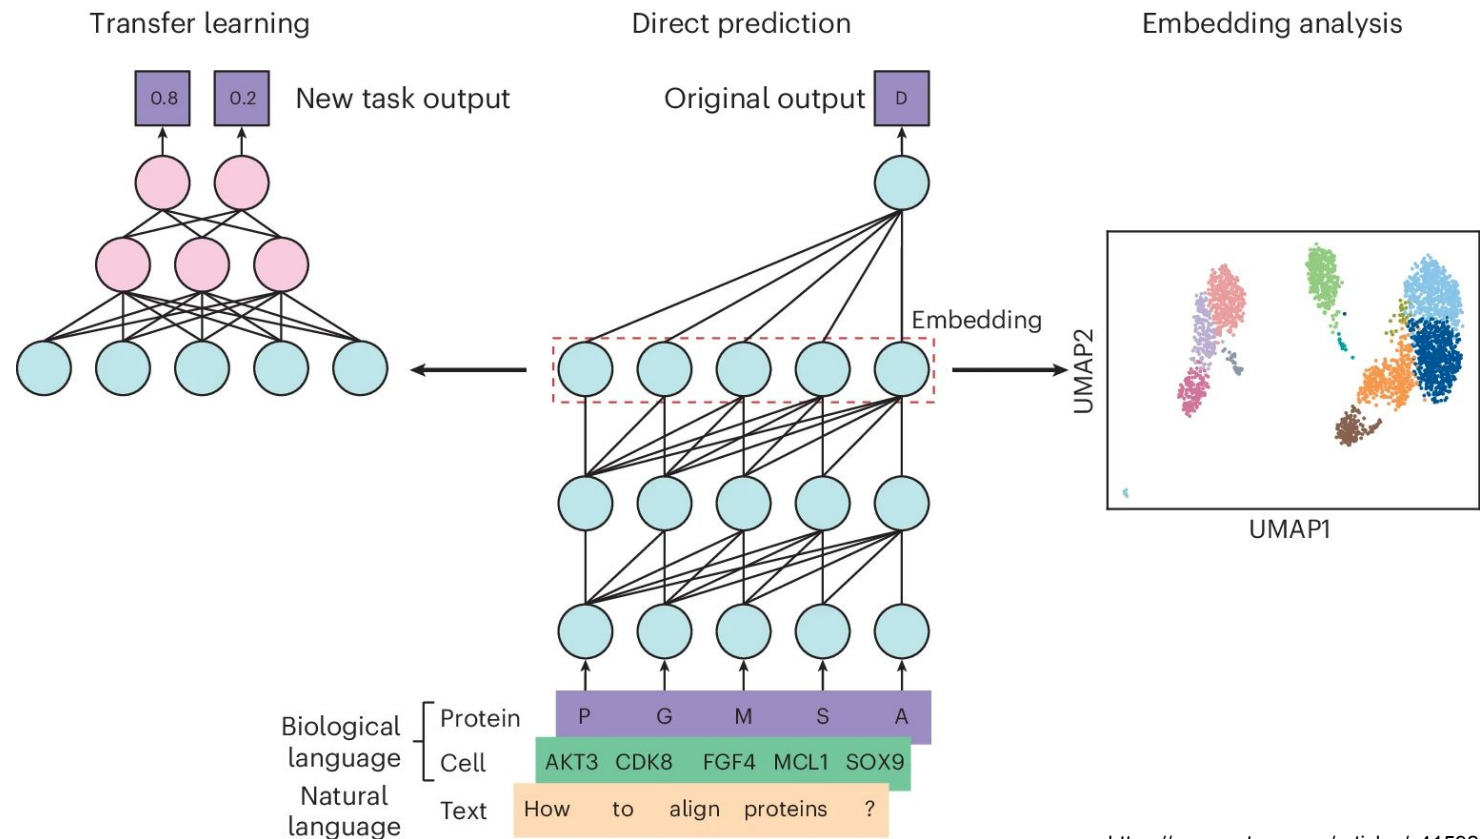 Transfer learning
Direct prediction
Embedding analysis
0.8 0.2 New task output
Original output D
Embedding
UMAP2
UMAP1
Biological language
Protein P G M S A
Cell AKT3 CDK8 FGF4 MCL1 SOX9
Natural language
Text How to align proteins ?